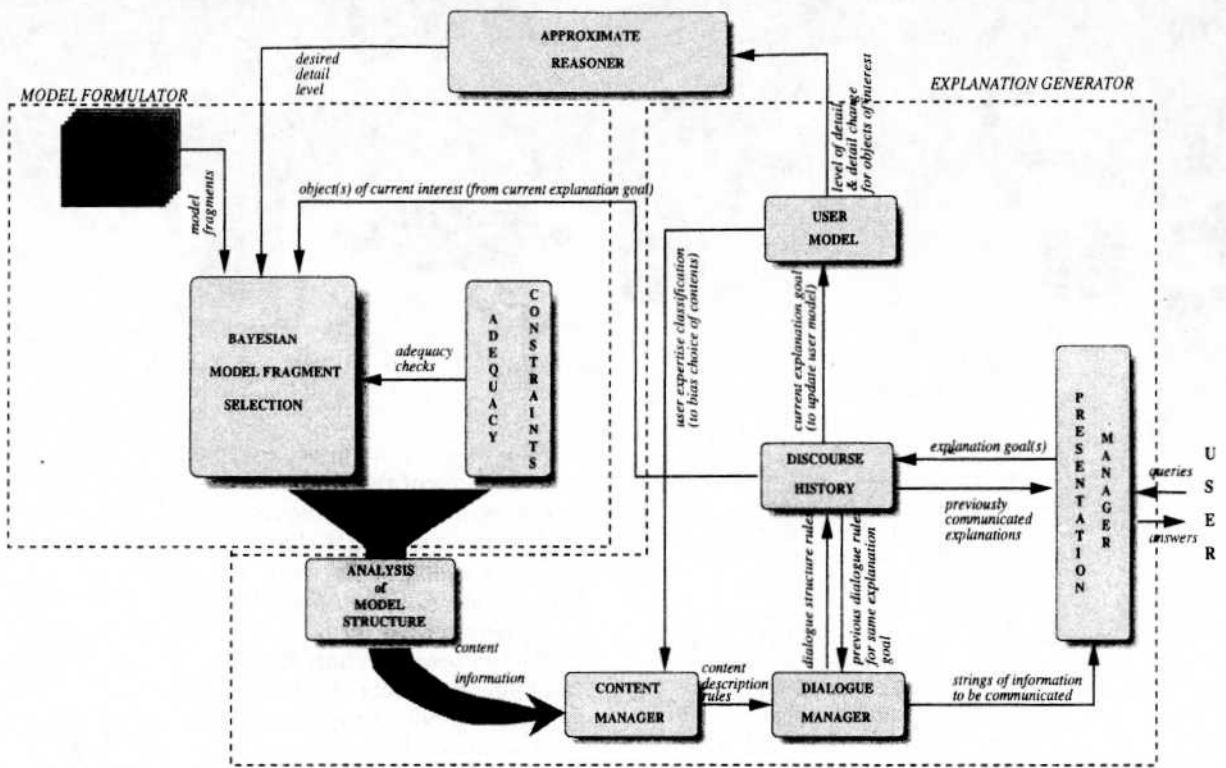 APPROXIMATE
REASONER
desired
detail
level
MODEL FORMULATOR
EXPLANATION GENERATOR
level of detail
& detail change
for objects of interest
model
fragments
object(s) of current interest (from current explanation goal)
USER
MODEL
BAYESIAN
MODEL FRAGMENT
SELECTION
adequacy
checks
ADEQUACY
CONSTRAINTS
user expertise classification
(to bias choice of contents)
current explanation goal
(to update user model)
PRESENTATION
MANAGER
explanation goal(s)
DISCOURSE
HISTORY
previously
communicated
explanations
queries
answers
USER
ANALYSIS
of
MODEL
STRUCTURE
dialogue structure rules
previous dialogue rules
for same explanation
goal
content
information
CONTENT
MANAGER
content
description
rules
DIALOGUE
MANAGER
strings of information
to be communicated